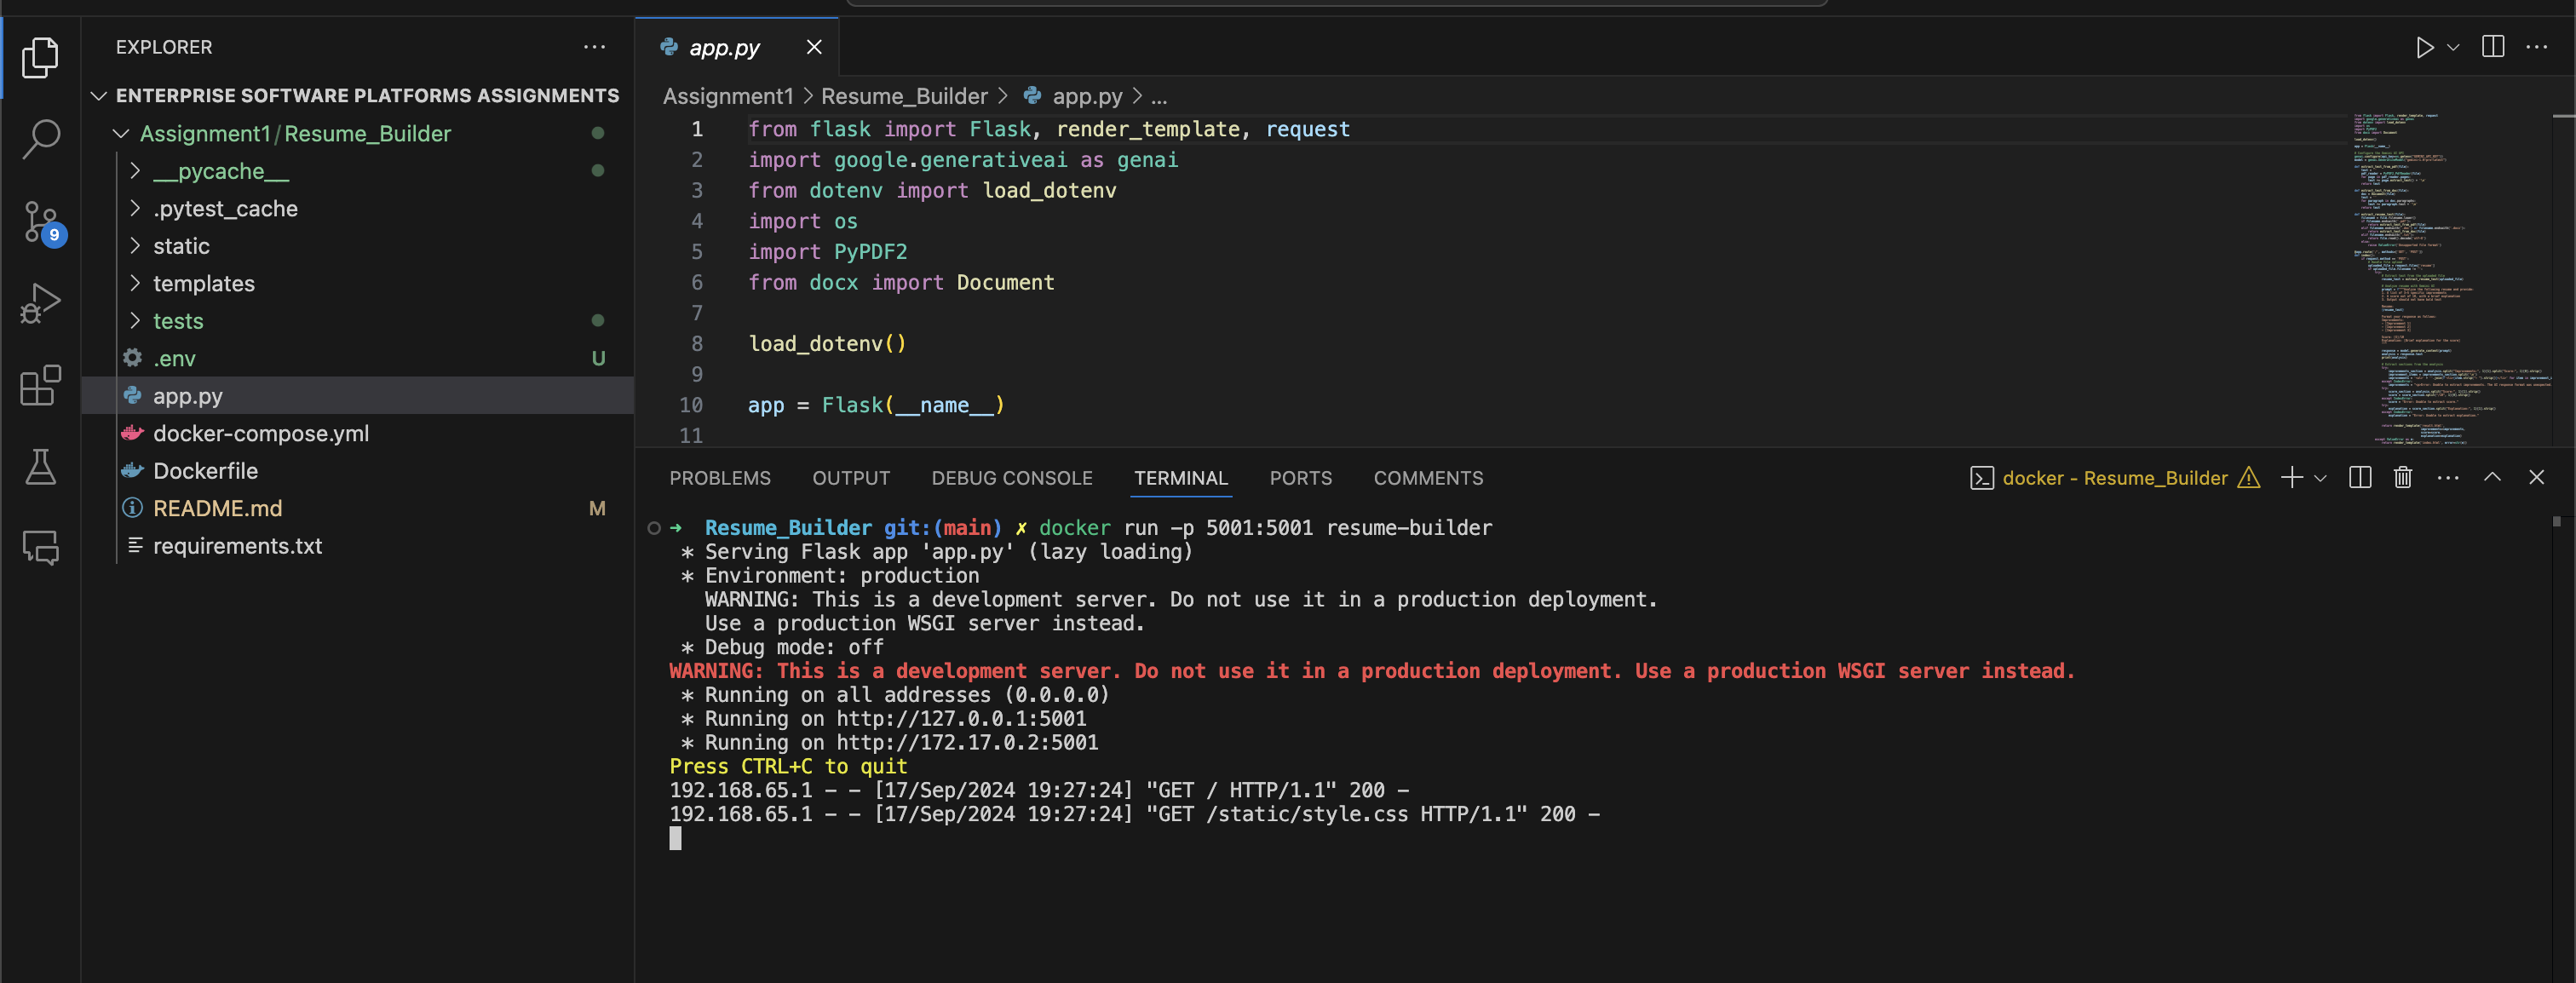 EXPLORER
ENTERPRISE SOFTWARE PLATFORMS ASSIGNMENTS
Assignment1/Resume_Builder
__pycache__
.pytest_cache
static
templates
tests
.env U
app.py
docker-compose.yml
Dockerfile
README.md M
requirements.txt
9
app.py
Assignment1 > Resume_Builder > app.py > ...
1 from flask import Flask, render_template, request
2 import google.generativeai as genai
3 from dotenv import load_dotenv
4 import os
5 import PyPDF2
6 from docx import Document
7
8 load_dotenv()
9
10 app = Flask(__name__)
11
PROBLEMS OUTPUT DEBUG CONSOLE TERMINAL PORTS COMMENTS
docker - Resume_Builder
➜ Resume_Builder git:(main) ✗ docker run -p 5001:5001 resume-builder
* Serving Flask app 'app.py' (lazy loading)
* Environment: production
WARNING: This is a development server. Do not use it in a production deployment.
Use a production WSGI server instead.
* Debug mode: off
WARNING: This is a development server. Do not use it in a production deployment. Use a production WSGI server instead.
* Running on all addresses (0.0.0.0)
* Running on http://127.0.0.1:5001
* Running on http://172.17.0.2:5001
Press CTRL+C to quit
192.168.65.1 - - [17/Sep/2024 19:27:24] "GET / HTTP/1.1" 200 -
192.168.65.1 - - [17/Sep/2024 19:27:24] "GET /static/style.css HTTP/1.1" 200 -